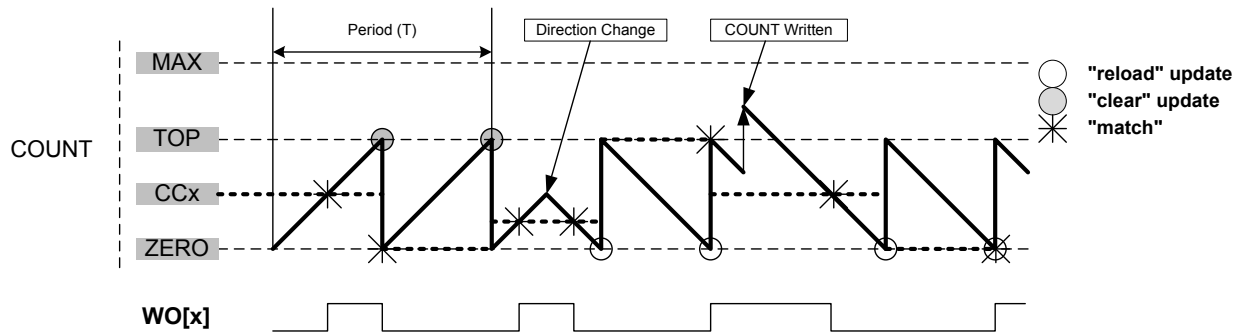 Period (T)
Direction Change
COUNT Written
MAX
"reload" update
"clear" update
"match"
TOP
COUNT
CCx
ZERO
WO[x]